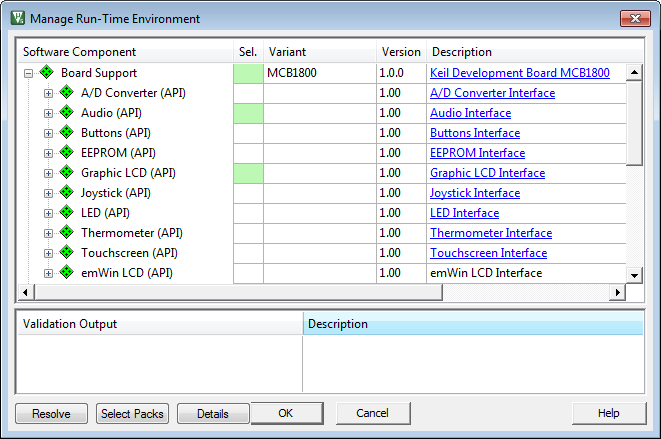 Manage Run-Time Environment
Software Component Sel. Variant Version Description
Board Support MCB1800 1.0.0 Keil Development Board MCB1800
A/D Converter (API) 1.00 A/D Converter Interface
Audio (API) 1.00 Audio Interface
Buttons (API) 1.00 Buttons Interface
EEPROM (API) 1.00 EEPROM Interface
Graphic LCD (API) 1.00 Graphic LCD Interface
Joystick (API) 1.00 Joystick Interface
LED (API) 1.00 LED Interface
Thermometer (API) 1.00 Thermometer Interface
Touchscreen (API) 1.00 Touchscreen Interface
emWin LCD (API) 1.00 emWin LCD Interface
Validation Output Description
Resolve Select Packs Details OK Cancel Help